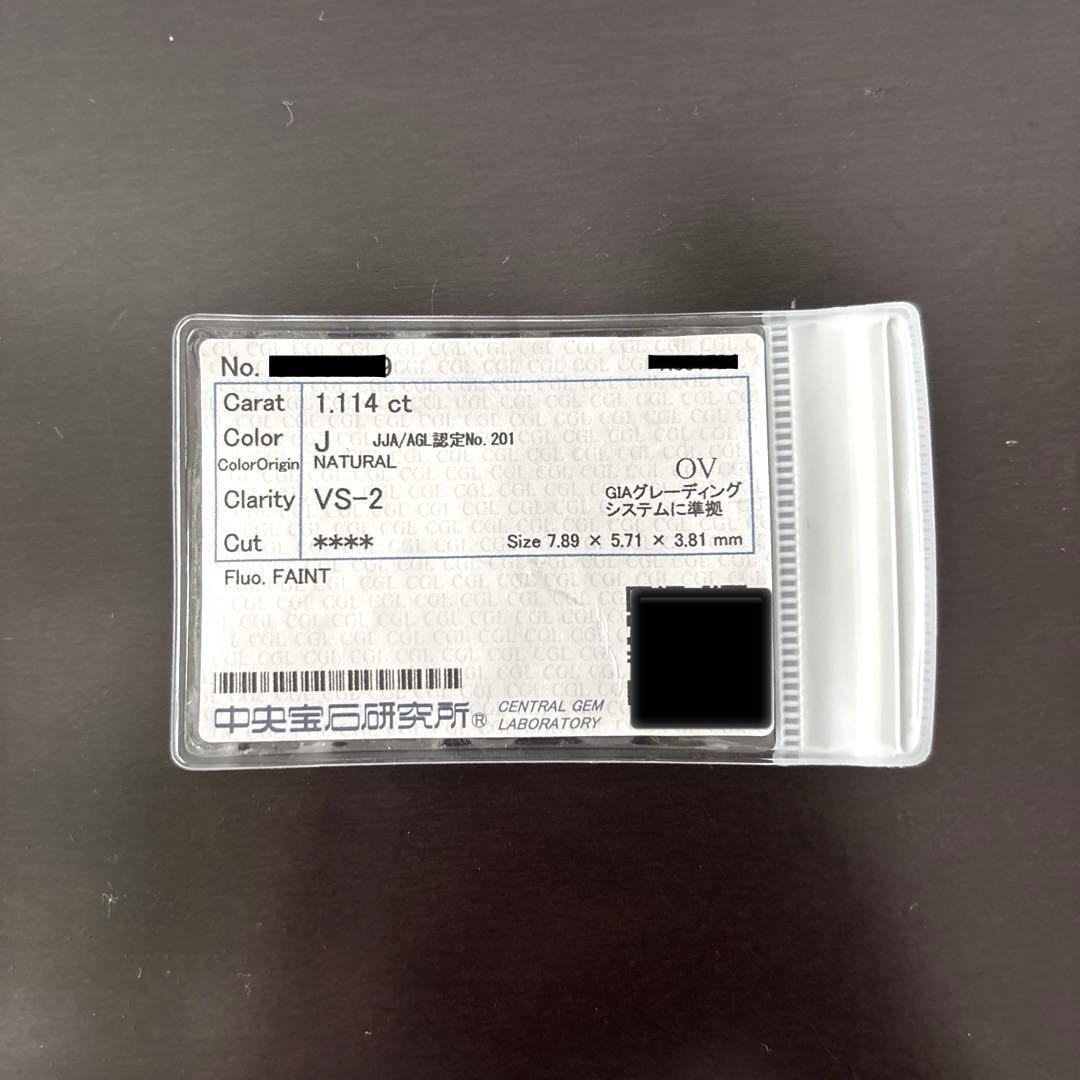 No. 9
Carat 1.114 ct
Color J JJA/AGL認定No.201
ColorOrigin NATURAL
OV
Clarity VS-2
GIAグレーディング
システムに準拠
Cut **** Size 7.89 × 5.71 × 3.81 mm
Fluo. FAINT
中央宝石研究所® CENTRAL GEM
LABORATORY